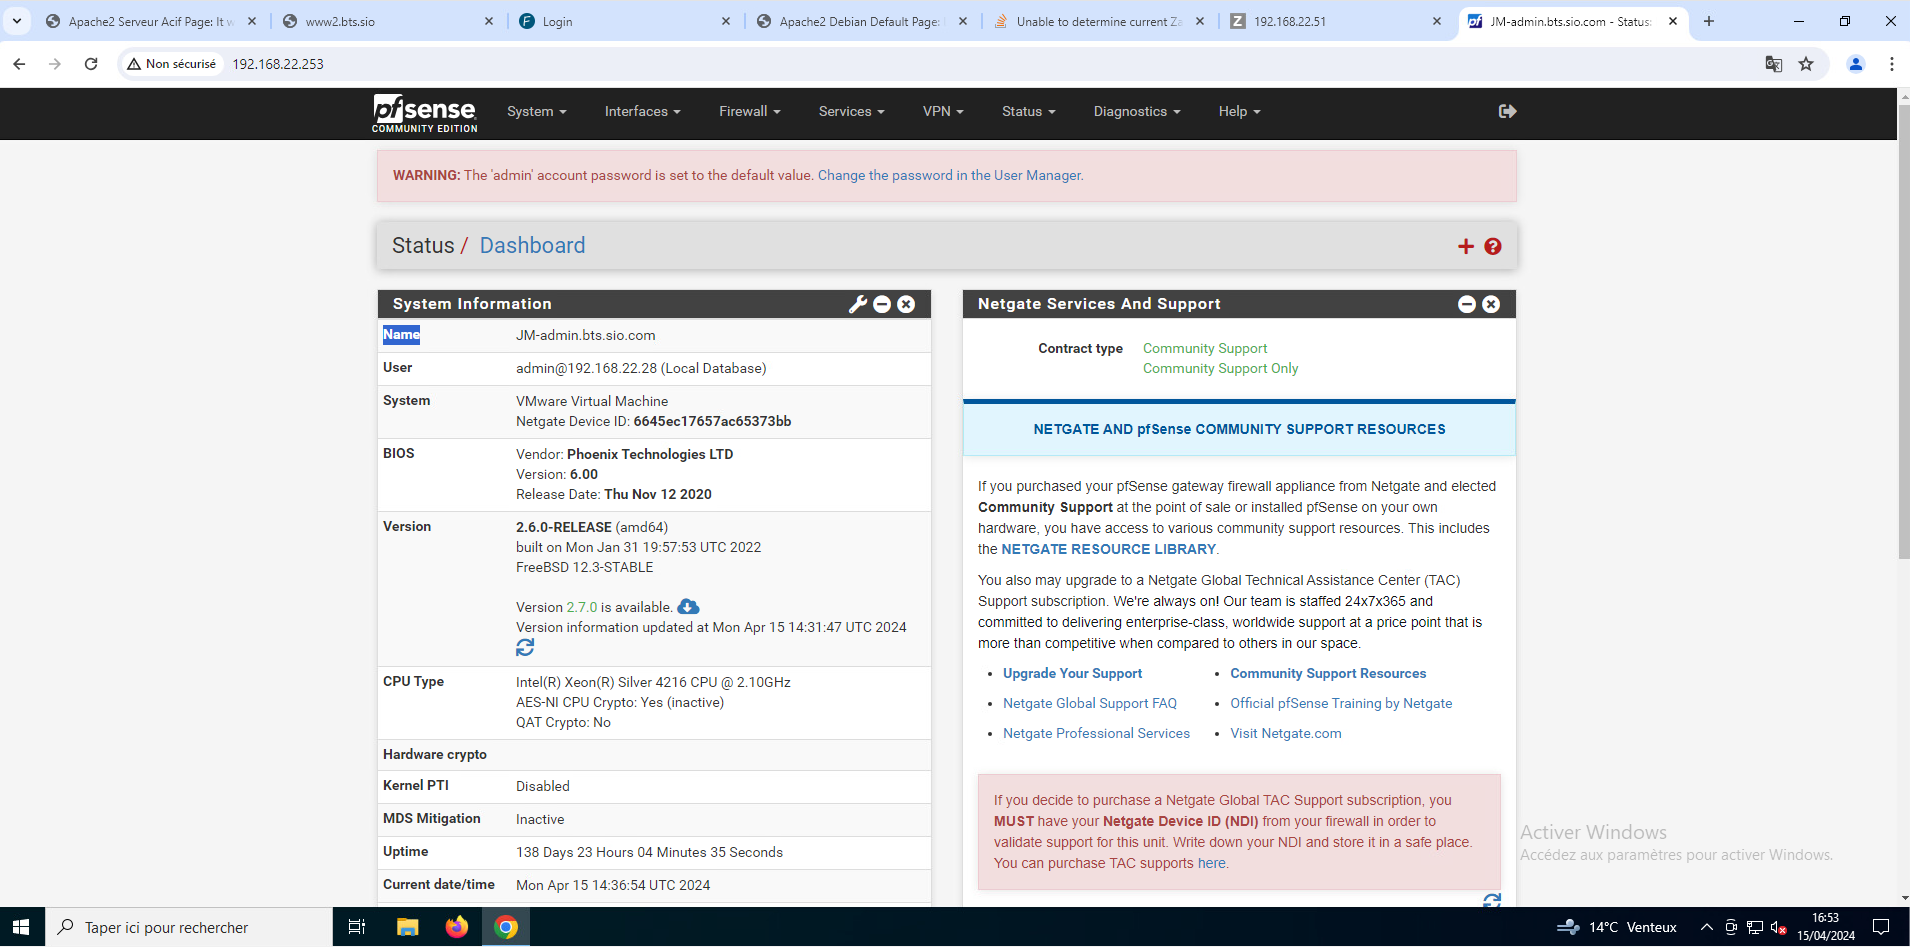 Apache2 Serveur Acif Page: It w
www2.bts.sio
Login
Apache2 Debian Default Page:
Unable to determine current Za
192.168.22.51
JM-admin.bts.sio.com - Status:
Non sécurisé
192.168.22.253
pfsense
COMMUNITY EDITION
System
Interfaces
Firewall
Services
VPN
Status
Diagnostics
Help
WARNING: The 'admin' account password is set to the default value. Change the password in the User Manager.
Status / Dashboard
System Information
Name JM-admin.bts.sio.com
User admin@192.168.22.28 (Local Database)
System VMware Virtual Machine
Netgate Device ID: 6645ec17657ac65373bb
BIOS Vendor: Phoenix Technologies LTD
Version: 6.00
Release Date: Thu Nov 12 2020
Version 2.6.0-RELEASE (amd64)
built on Mon Jan 31 19:57:53 UTC 2022
FreeBSD 12.3-STABLE
Version 2.7.0 is available.
Version information updated at Mon Apr 15 14:31:47 UTC 2024
CPU Type Intel(R) Xeon(R) Silver 4216 CPU @ 2.10GHz
AES-NI CPU Crypto: Yes (inactive)
QAT Crypto: No
Hardware crypto
Kernel PTI Disabled
MDS Mitigation Inactive
Uptime 138 Days 23 Hours 04 Minutes 35 Seconds
Current date/time Mon Apr 15 14:36:54 UTC 2024
Netgate Services And Support
Contract type Community Support
Community Support Only
NETGATE AND pfSense COMMUNITY SUPPORT RESOURCES
If you purchased your pfSense gateway firewall appliance from Netgate and elected
Community Support at the point of sale or installed pfSense on your own
hardware, you have access to various community support resources. This includes
the NETGATE RESOURCE LIBRARY.
You also may upgrade to a Netgate Global Technical Assistance Center (TAC)
Support subscription. We're always on! Our team is staffed 24x7x365 and
committed to delivering enterprise-class, worldwide support at a price point that is
more than competitive when compared to others in our space.
• Upgrade Your Support
• Community Support Resources
• Netgate Global Support FAQ
• Official pfSense Training by Netgate
• Netgate Professional Services
• Visit Netgate.com
If you decide to purchase a Netgate Global TAC Support subscription, you
MUST have your Netgate Device ID (NDI) from your firewall in order to
validate support for this unit. Write down your NDI and store it in a safe place.
You can purchase TAC supports here.
Activer Windows
Accédez aux paramètres pour activer Windows.
Taper ici pour rechercher
14°C Venteux
16:53
15/04/2024